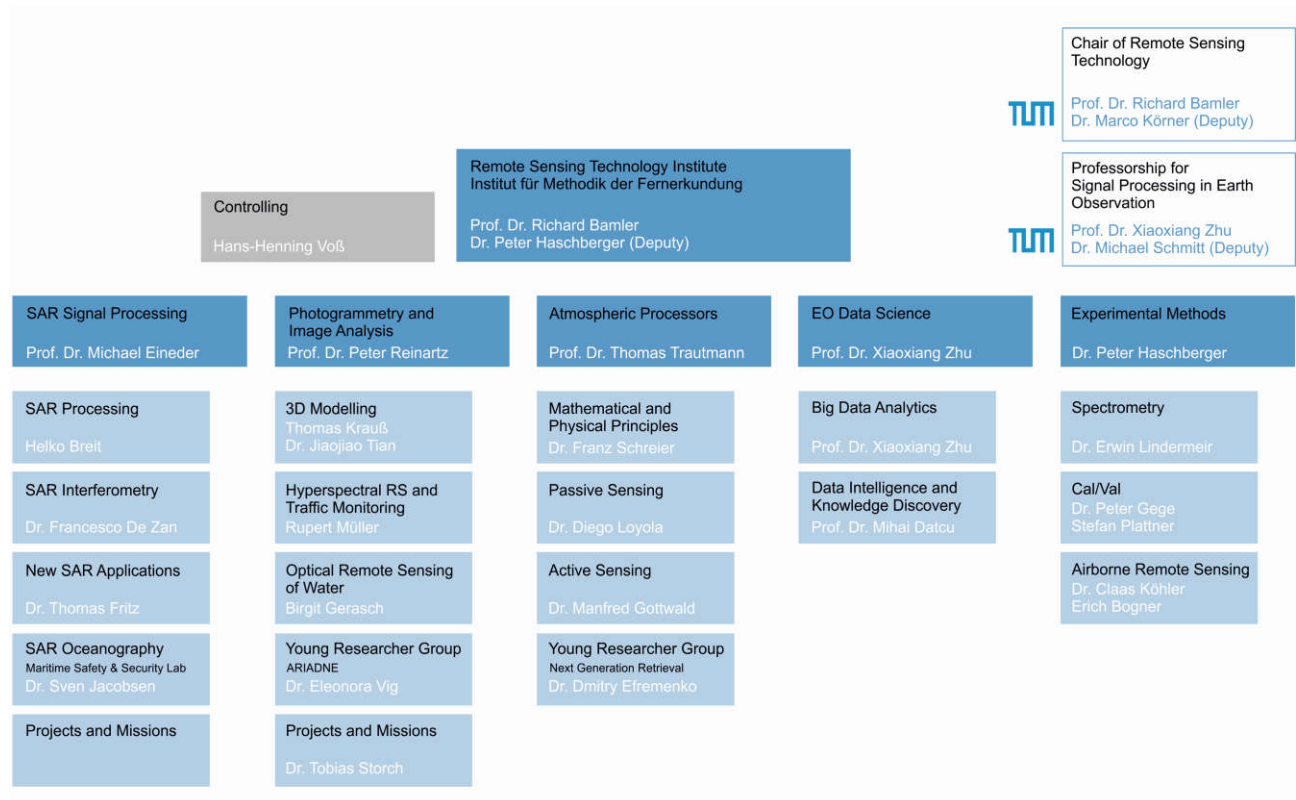 Chair of Remote Sensing
Technology
Prof. Dr. Richard Bamler
Dr. Marco Körner (Deputy)
TUM
Professorship for
Signal Processing in Earth
Observation
Prof. Dr. Xiaoxiang Zhu
Dr. Michael Schmitt (Deputy)
TUM
Remote Sensing Technology Institute
Institut für Methodik der Fernerkundung
Prof. Dr. Richard Bamler
Dr. Peter Haschberger (Deputy)
Controlling
Hans-Henning Voß
SAR Signal Processing
Prof. Dr. Michael Eineder
SAR Processing
Helko Breit
SAR Interferometry
Dr. Francesco De Zan
New SAR Applications
Dr. Thomas Fritz
SAR Oceanography
Maritime Safety & Security Lab
Dr. Sven Jacobsen
Projects and Missions
Photogrammetry and
Image Analysis
Prof. Dr. Peter Reinartz
3D Modelling
Thomas Krauß
Dr. Jiaojiao Tian
Hyperspectral RS and
Traffic Monitoring
Rupert Müller
Optical Remote Sensing
of Water
Birgit Gerasch
Young Researcher Group
ARIADNE
Dr. Eleonora Vig
Projects and Missions
Dr. Tobias Storch
Atmospheric Processors
Prof. Dr. Thomas Trautmann
Mathematical and
Physical Principles
Dr. Franz Schreier
Passive Sensing
Dr. Diego Loyola
Active Sensing
Dr. Manfred Gottwald
Young Researcher Group
Next Generation Retrieval
Dr. Dmitry Efremenko
EO Data Science
Prof. Dr. Xiaoxiang Zhu
Big Data Analytics
Prof. Dr. Xiaoxiang Zhu
Data Intelligence and
Knowledge Discovery
Prof. Dr. Mihai Datcu
Experimental Methods
Dr. Peter Haschberger
Spectrometry
Dr. Erwin Lindermeir
Cal/Val
Dr. Peter Gege
Stefan Plattner
Airborne Remote Sensing
Dr. Claas Köhler
Erich Bogner